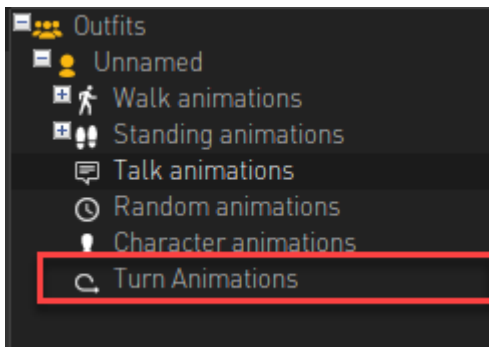 Outfits
Unnamed
Walk animations
Standing animations
Talk animations
Random animations
Character animations
Turn Animations